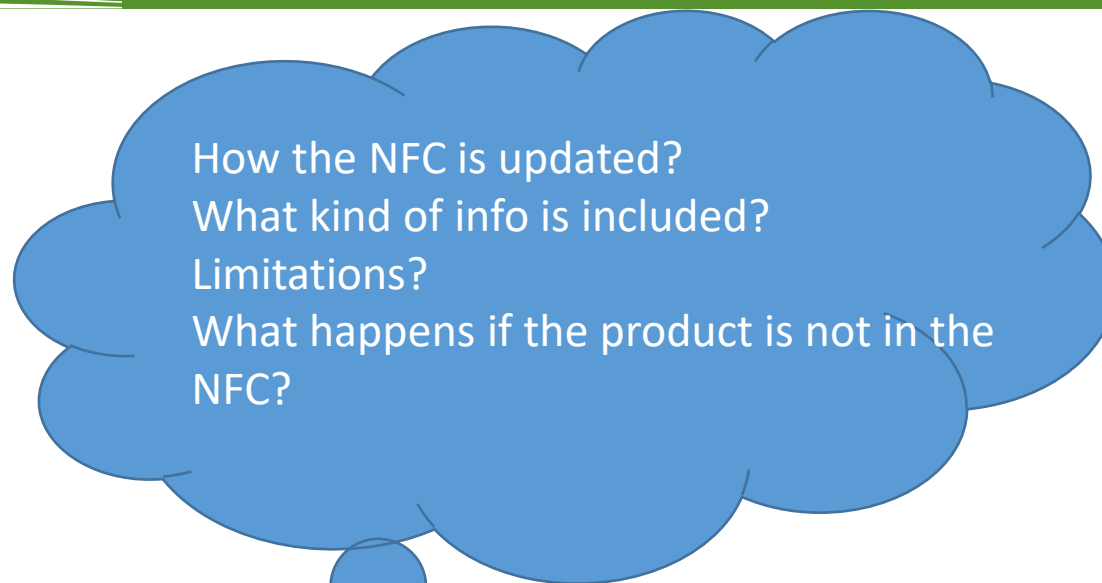 How the NFC is updated?
What kind of info is included?
Limitations?
What happens if the product is not in the
NFC?